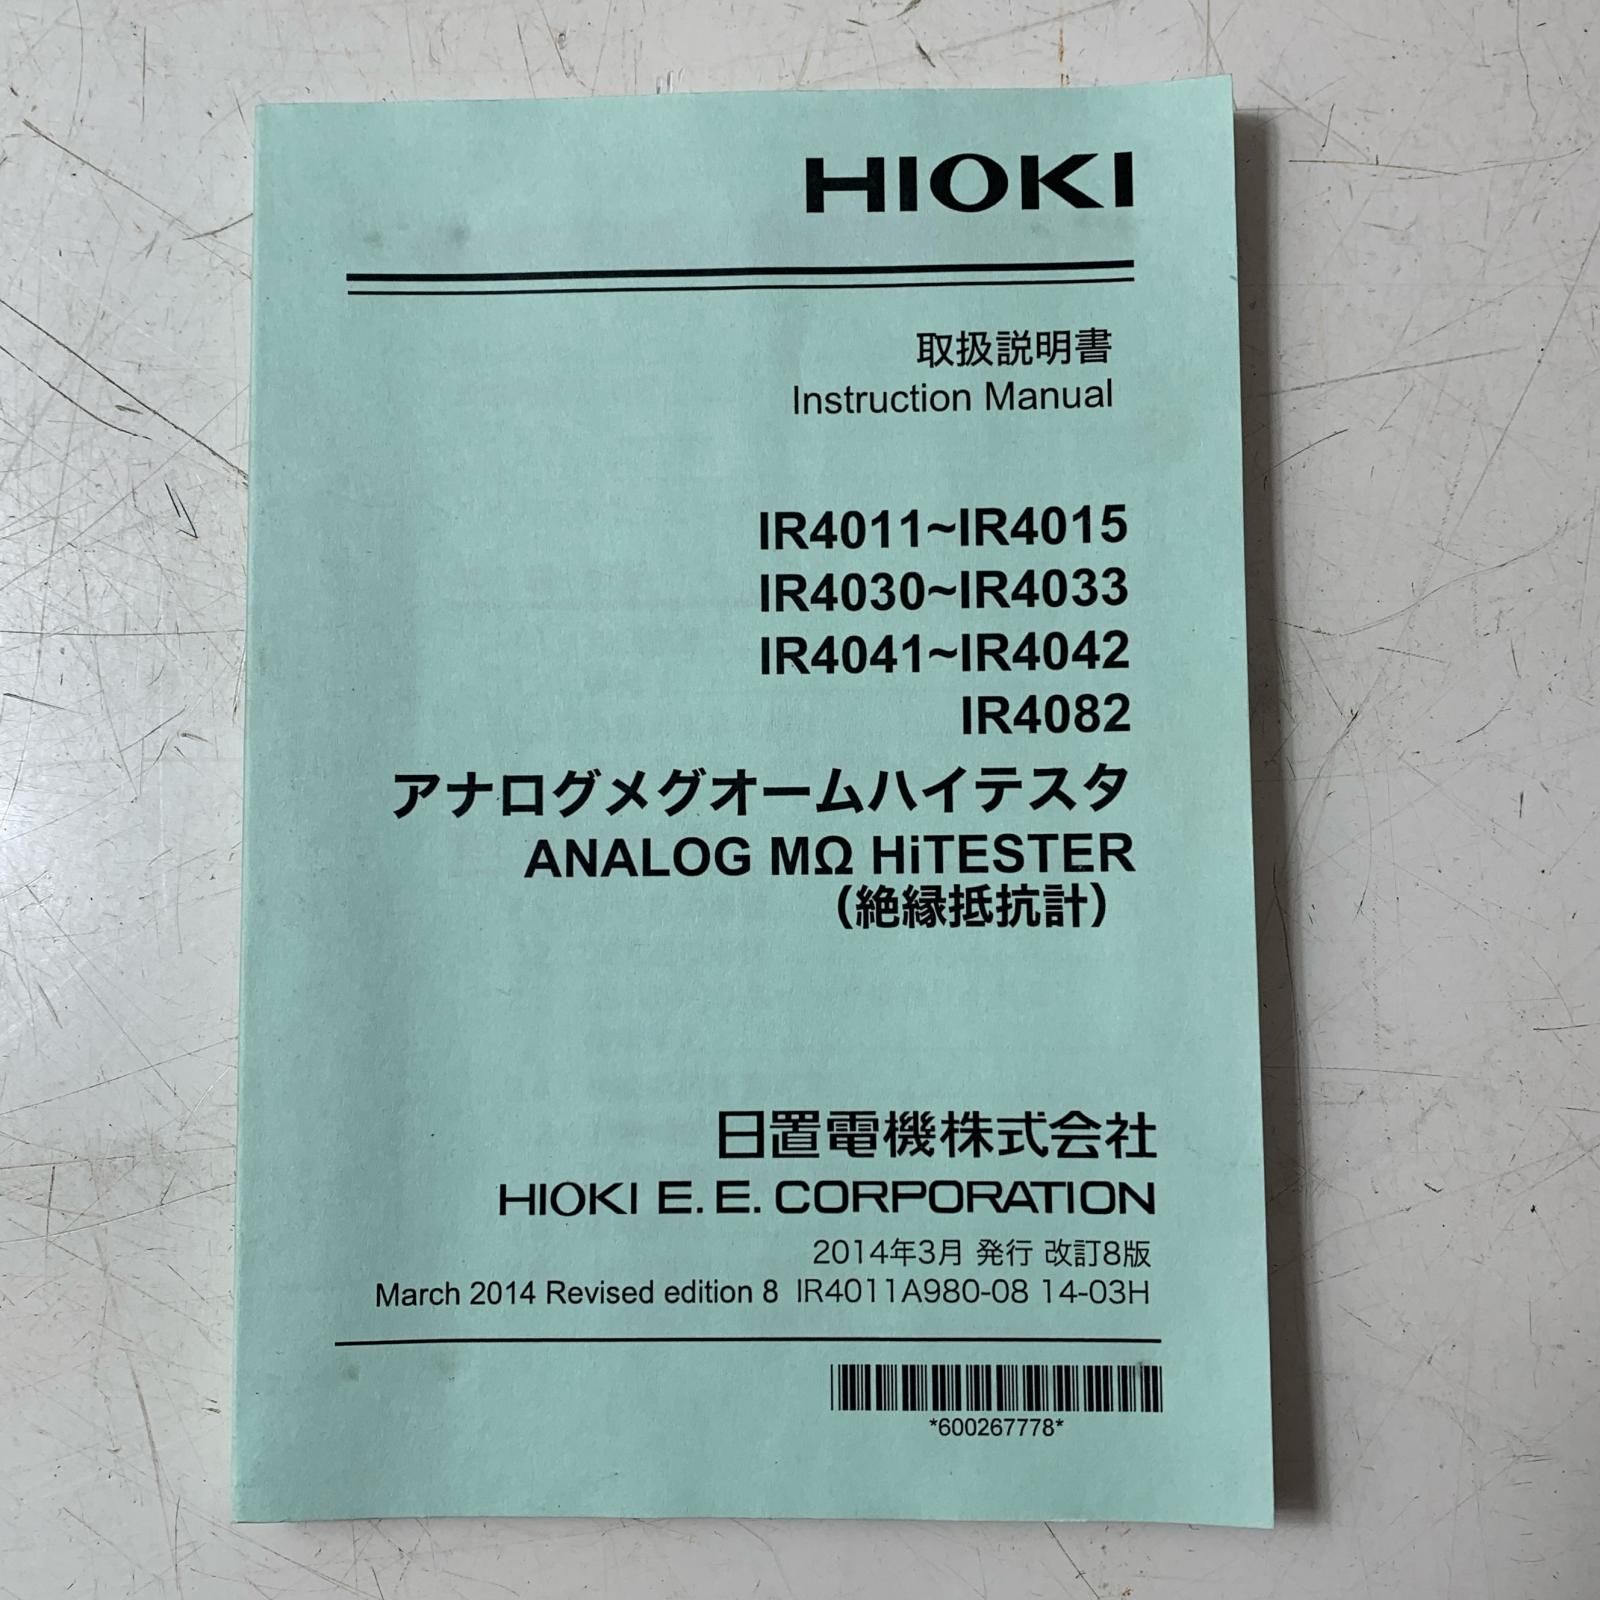 HIOKI
取扱説明書
Instruction Manual
IR4011~IR4015
IR4030~IR4033
IR4041~IR4042
IR4082
アナログメグオームハイテスタ
ANALOG MΩ HiTESTER
（絶縁抵抗計）
日置電機株式会社
HIOKI E. E. CORPORATION
2014年3月 発行 改訂8版
March 2014 Revised edition 8 IR4011A980-08 14-03H
*600267778*